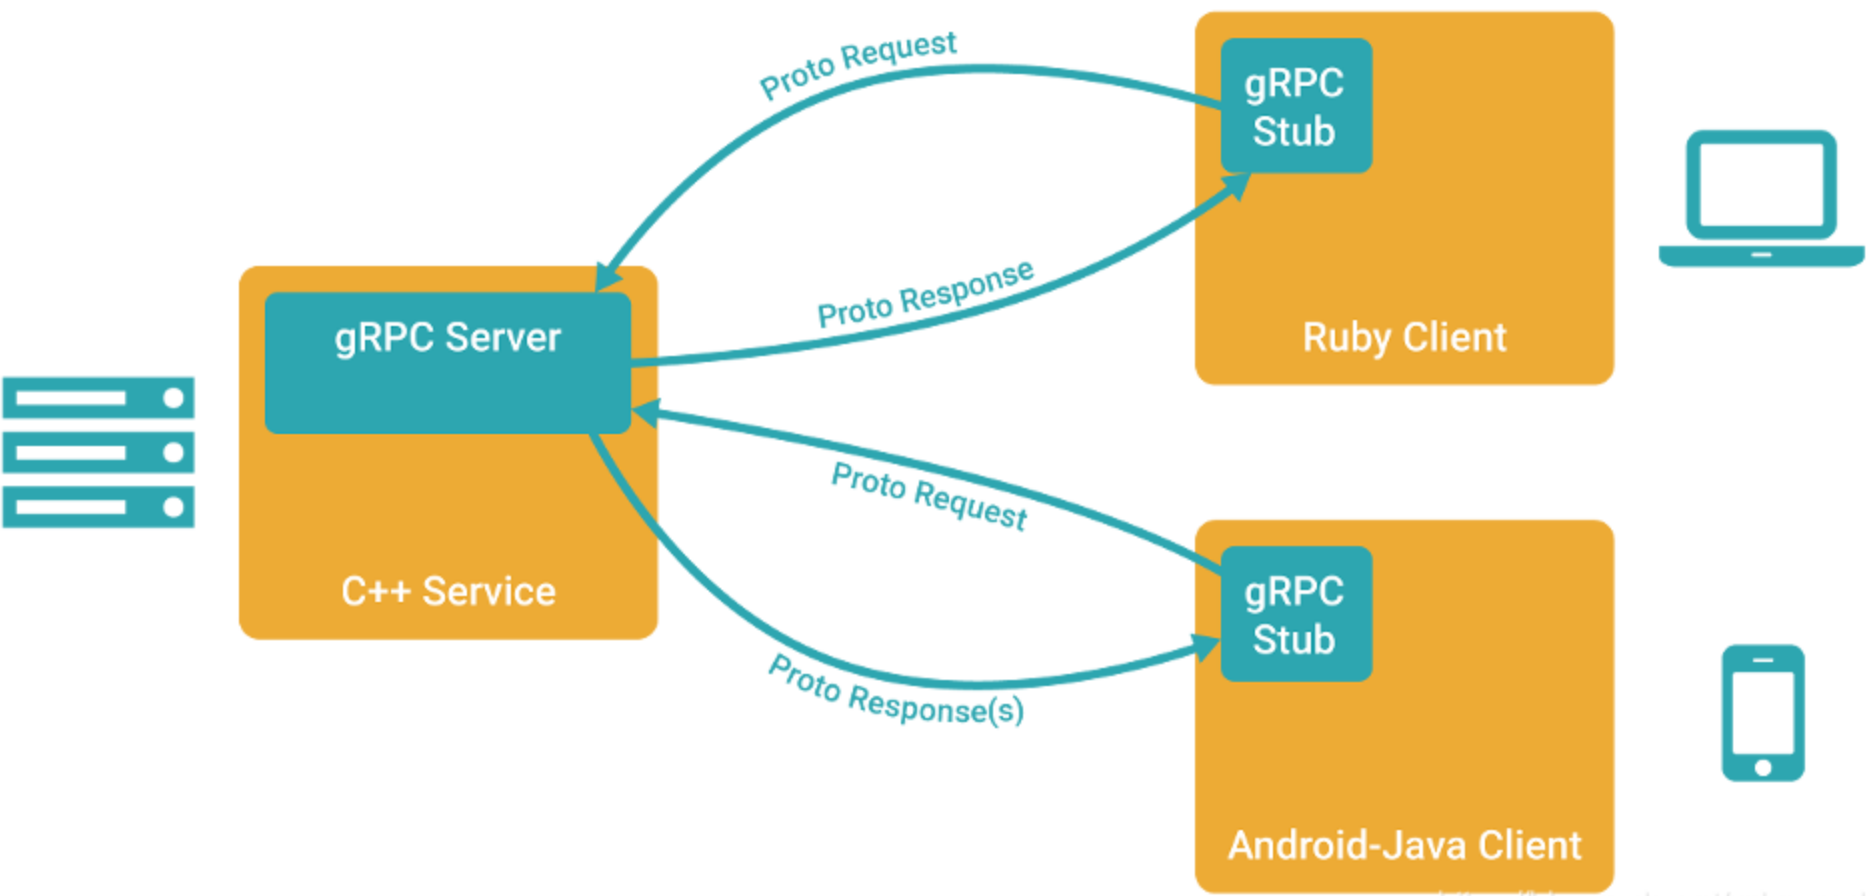 Proto Request
gRPC
Stub
Proto Response
Ruby Client
gRPC Server
C++ Service
Proto Request
gRPC
Stub
Proto Response(s)
Android-Java Client